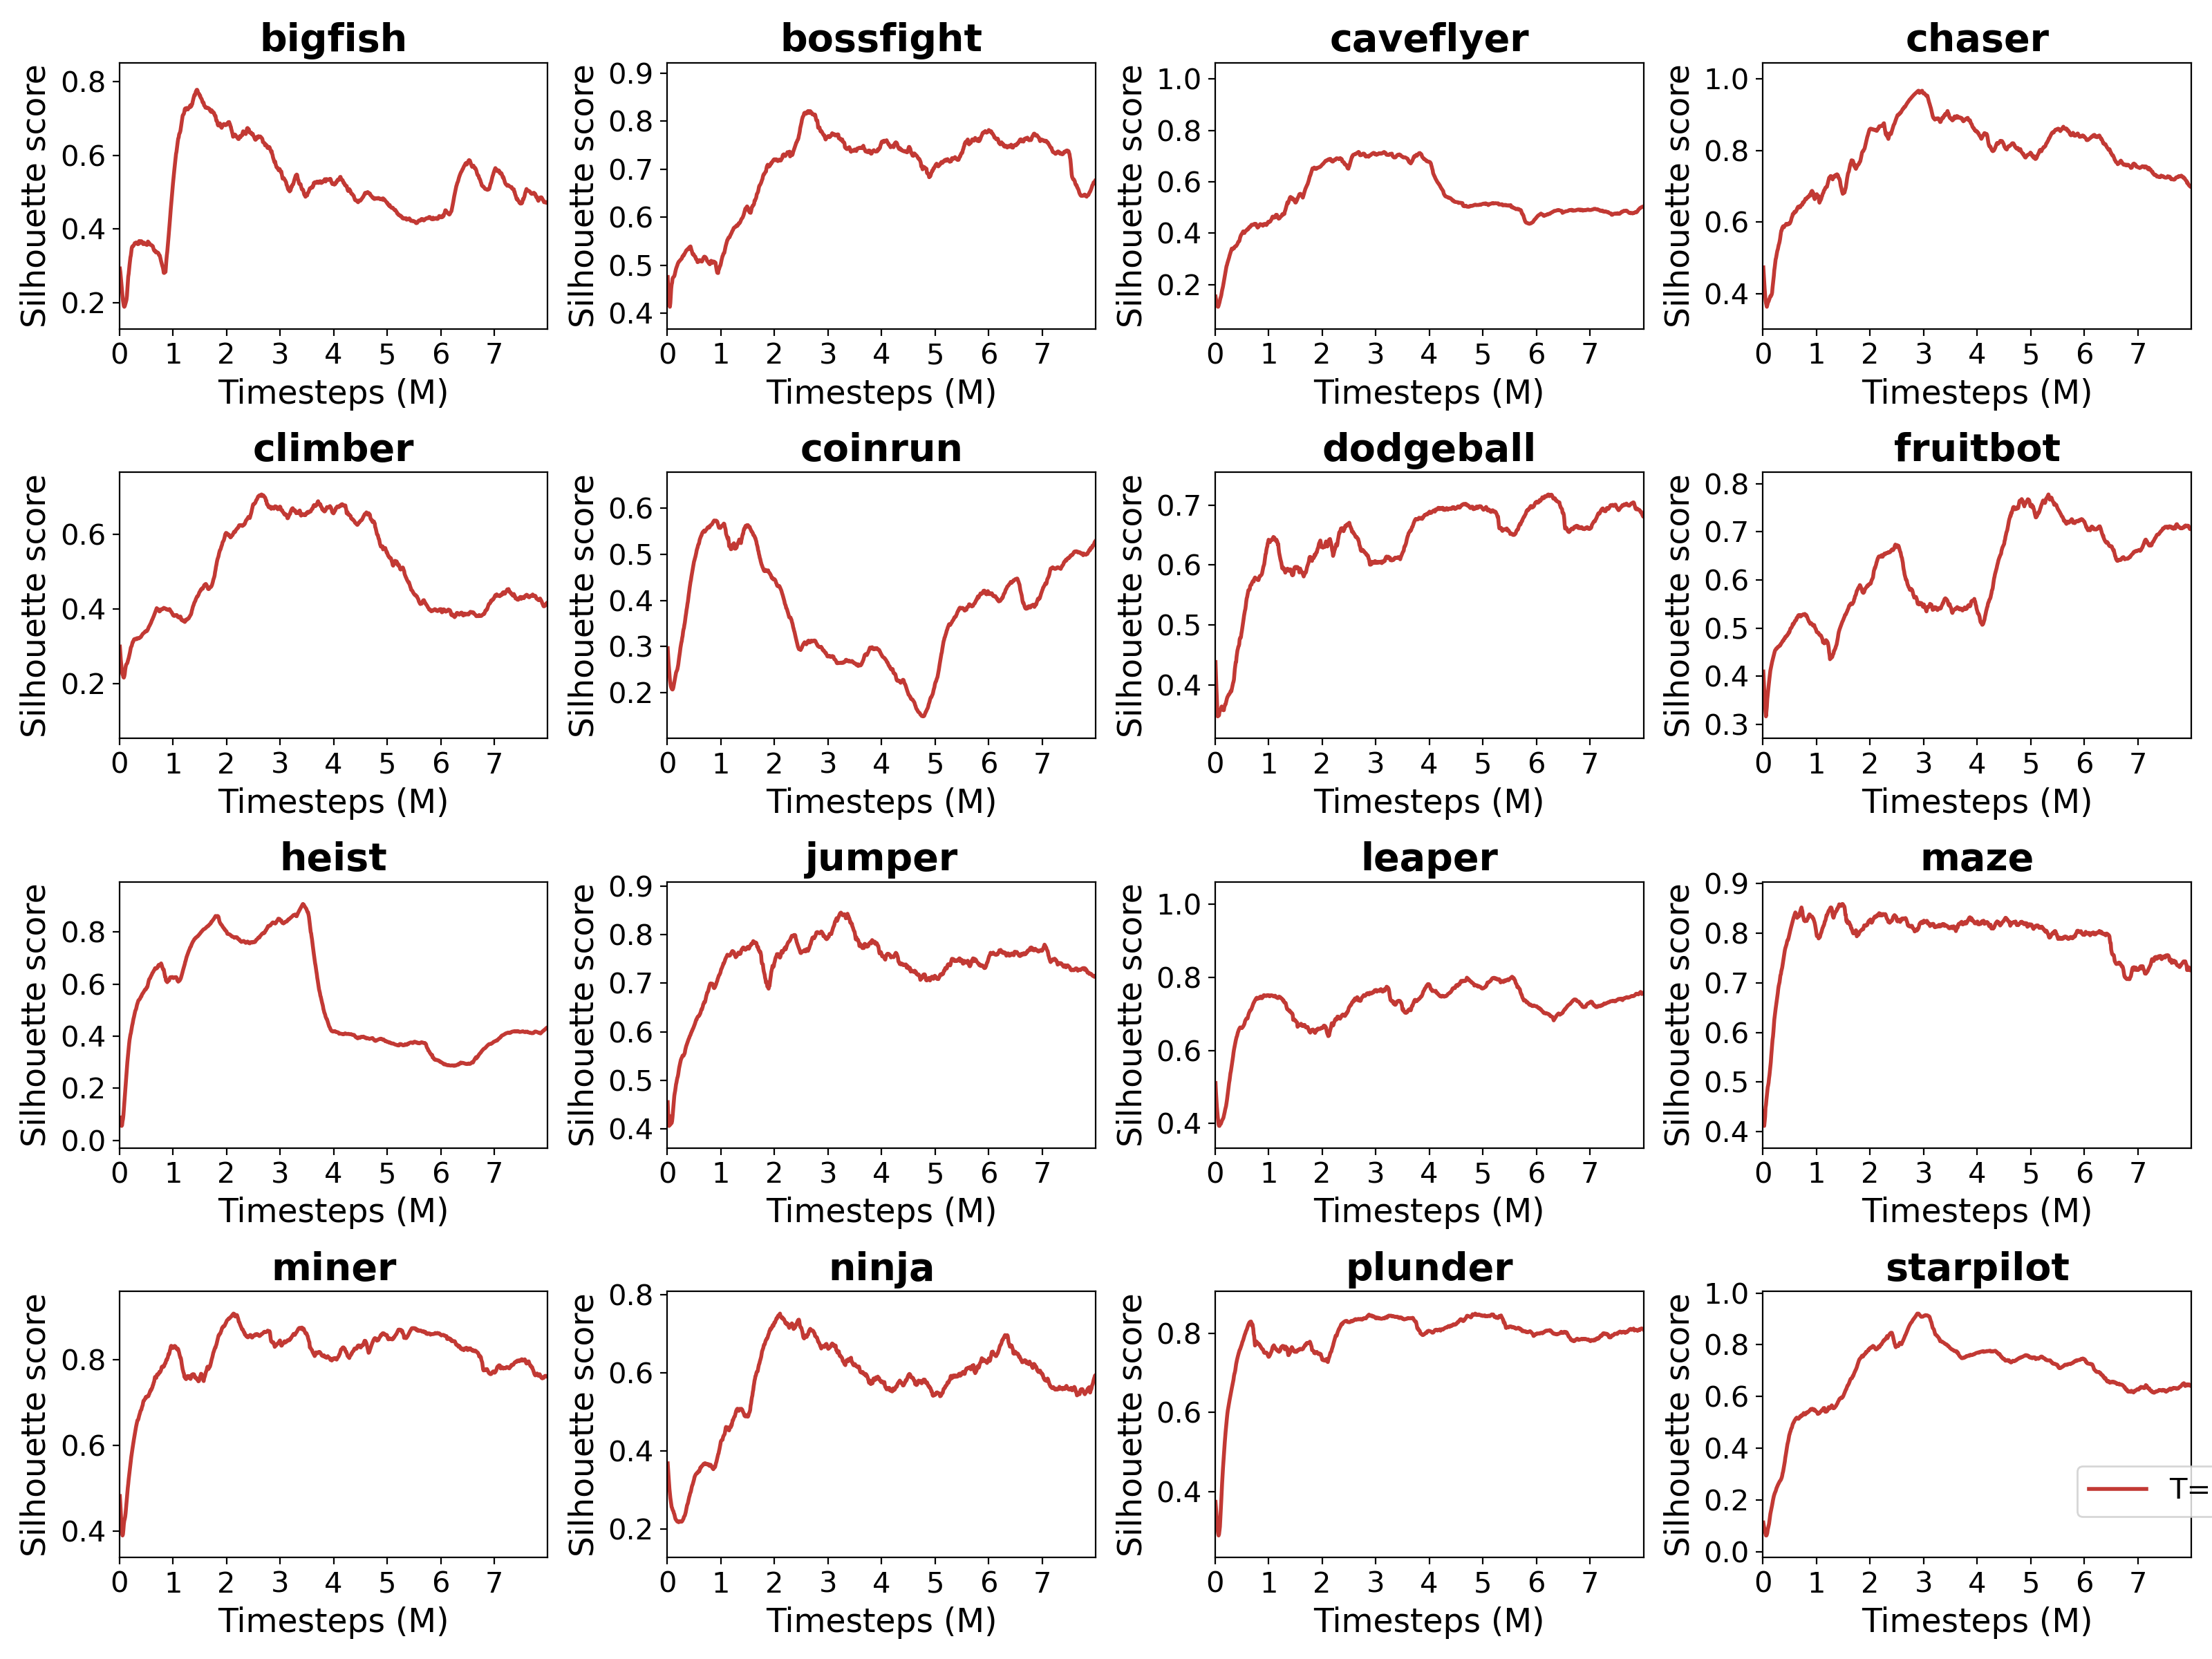 bigfish bossfight caveflyer chaser
Silhouette score 0.8 0.6 0.4 0.2
Silhouette score 0.9 0.8 0.7 0.6 0.5 0.4
Silhouette score 1.0 0.8 0.6 0.4 0.2
Silhouette score 1.0 0.8 0.6 0.4
0 1 2 3 4 5 6 7 0 1 2 3 4 5 6 7 0 1 2 3 4 5 6 7 0 1 2 3 4 5 6 7
Timesteps (M) Timesteps (M) Timesteps (M) Timesteps (M)
climber coinrun dodgeball fruitbot
Silhouette score 0.6 0.4 0.2
Silhouette score 0.6 0.5 0.4 0.3 0.2
Silhouette score 0.7 0.6 0.5 0.4
Silhouette score 0.8 0.7 0.6 0.5 0.4 0.3
0 1 2 3 4 5 6 7 0 1 2 3 4 5 6 7 0 1 2 3 4 5 6 7 0 1 2 3 4 5 6 7
Timesteps (M) Timesteps (M) Timesteps (M) Timesteps (M)
heist jumper leaper maze
Silhouette score 0.8 0.6 0.4 0.2 0.0
Silhouette score 0.9 0.8 0.7 0.6 0.5 0.4
Silhouette score 1.0 0.8 0.6 0.4
Silhouette score 0.9 0.8 0.7 0.6 0.5 0.4
0 1 2 3 4 5 6 7 0 1 2 3 4 5 6 7 0 1 2 3 4 5 6 7 0 1 2 3 4 5 6 7
Timesteps (M) Timesteps (M) Timesteps (M) Timesteps (M)
miner ninja plunder starpilot
Silhouette score 0.8 0.6 0.4
Silhouette score 0.8 0.6 0.4 0.2
Silhouette score 0.8 0.6 0.4
Silhouette score 1.0 0.8 0.6 0.4 0.2 0.0
T=
0 1 2 3 4 5 6 7 0 1 2 3 4 5 6 7 0 1 2 3 4 5 6 7 0 1 2 3 4 5 6 7
Timesteps (M) Timesteps (M) Timesteps (M) Timesteps (M)